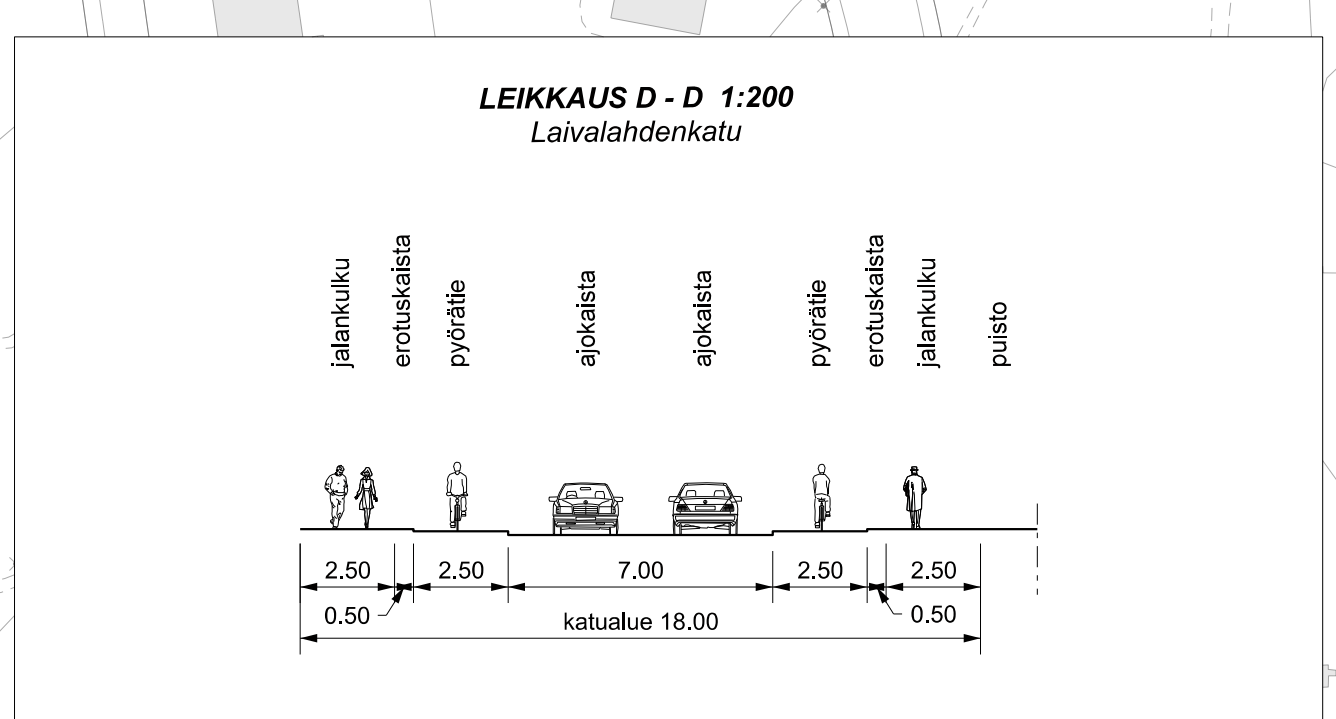 LEIKKAUS D - D 1:200
Laivalahdenkatu
jalankulku
erotuskaista
pyörätie
ajokaista
ajokaista
pyörätie
erotuskaista
jalankulku
puisto
2.50
2.50
7.00
2.50
2.50
0.50
0.50
katualue 18.00